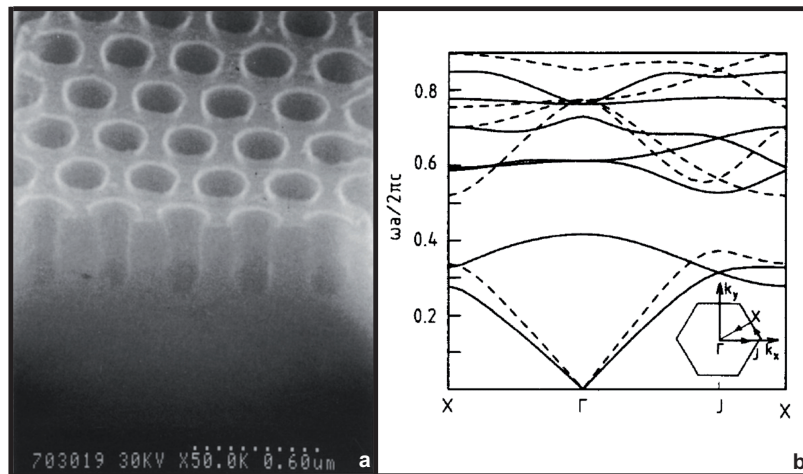 703019 30KV X50.0K 0.60um
a
ωa/2πc
0.8
0.6
0.4
0.2
X
Γ
J
X
k_y
X
Γ
J
k_x
b